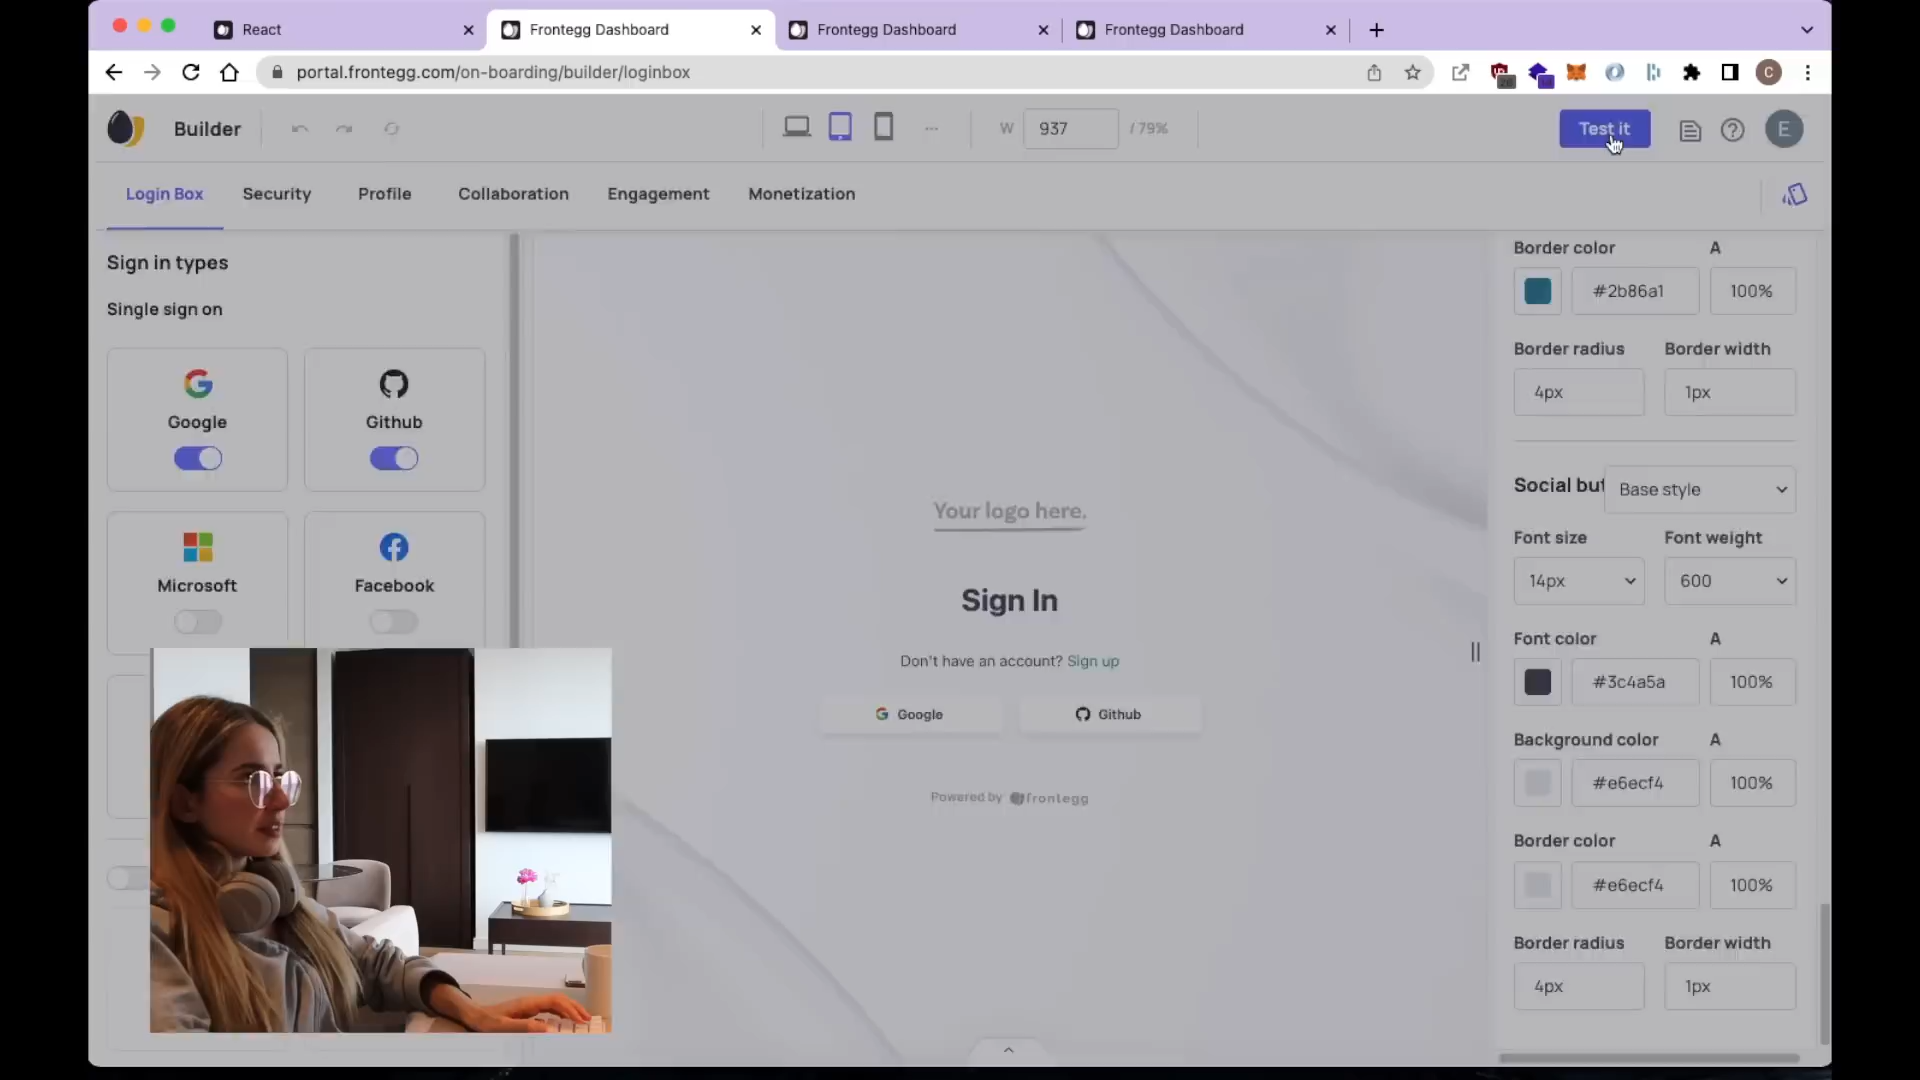 React
Frontegg Dashboard
Frontegg Dashboard
Frontegg Dashboard
portal.frontegg.com/on-boarding/builder/loginbox
C
Builder
W
937
/ 79%
Test it
E
Login Box
Security
Profile
Collaboration
Engagement
Monetization
Sign in types
Single sign on
Google
Github
Microsoft
Facebook
Your logo here.
Sign In
Don't have an account? Sign up
Google
Github
Powered by frontegg
Border color A
#2b86a1 100%
Border radius Border width
4px 1px
Social but
Base style
Font size Font weight
14px 600
Font color A
#3c4a5a 100%
Background color A
#e6ecf4 100%
Border color A
#e6ecf4 100%
Border radius Border width
4px 1px